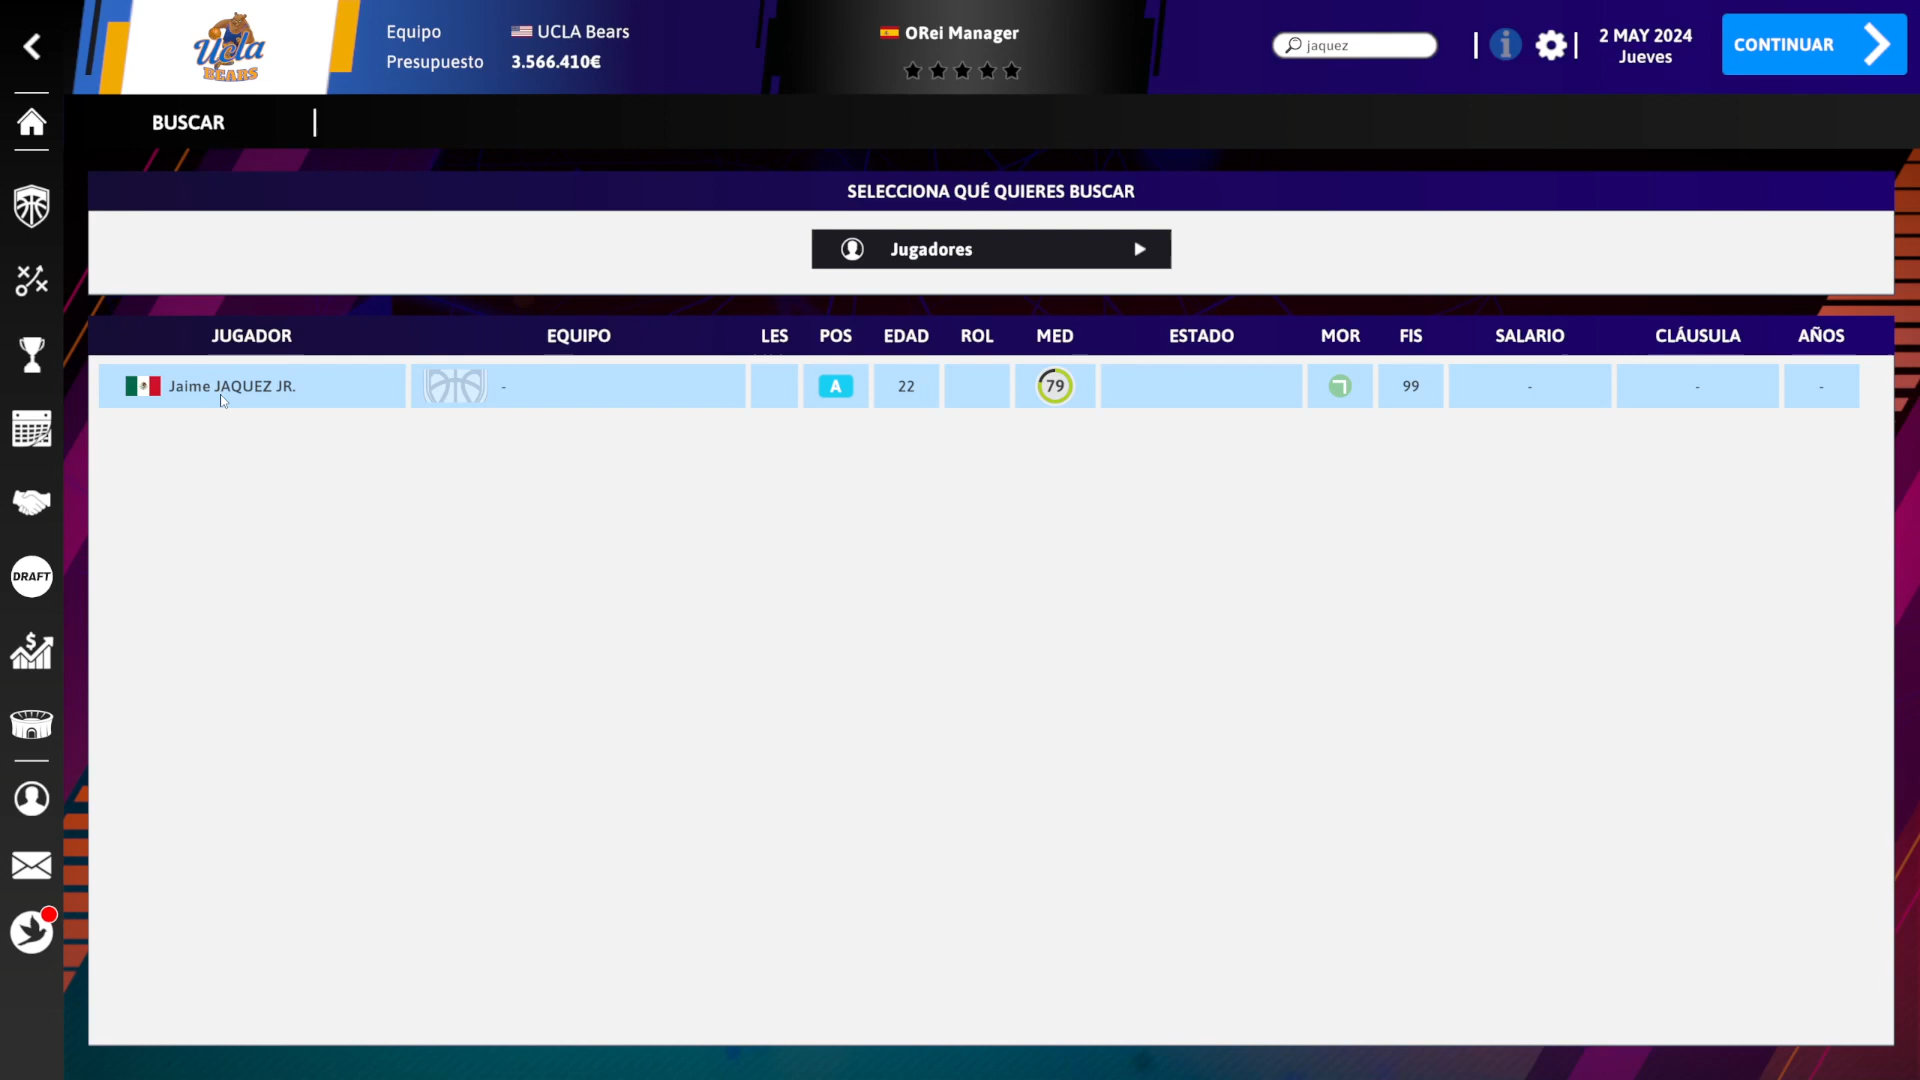 Ucla
BEARS
Equipo UCLA Bears
Presupuesto 3.566.410€
ORei Manager
jaquez
2 MAY 2024
Jueves
CONTINUAR
BUSCAR
SELECCIONA QUÉ QUIERES BUSCAR
Jugadores
JUGADOR EQUIPO LES POS EDAD ROL MED ESTADO MOR FIS SALARIO CLÁUSULA AÑOS
Jaime JAQUEZ JR. - A 22 79 99 - - -
DRAFT